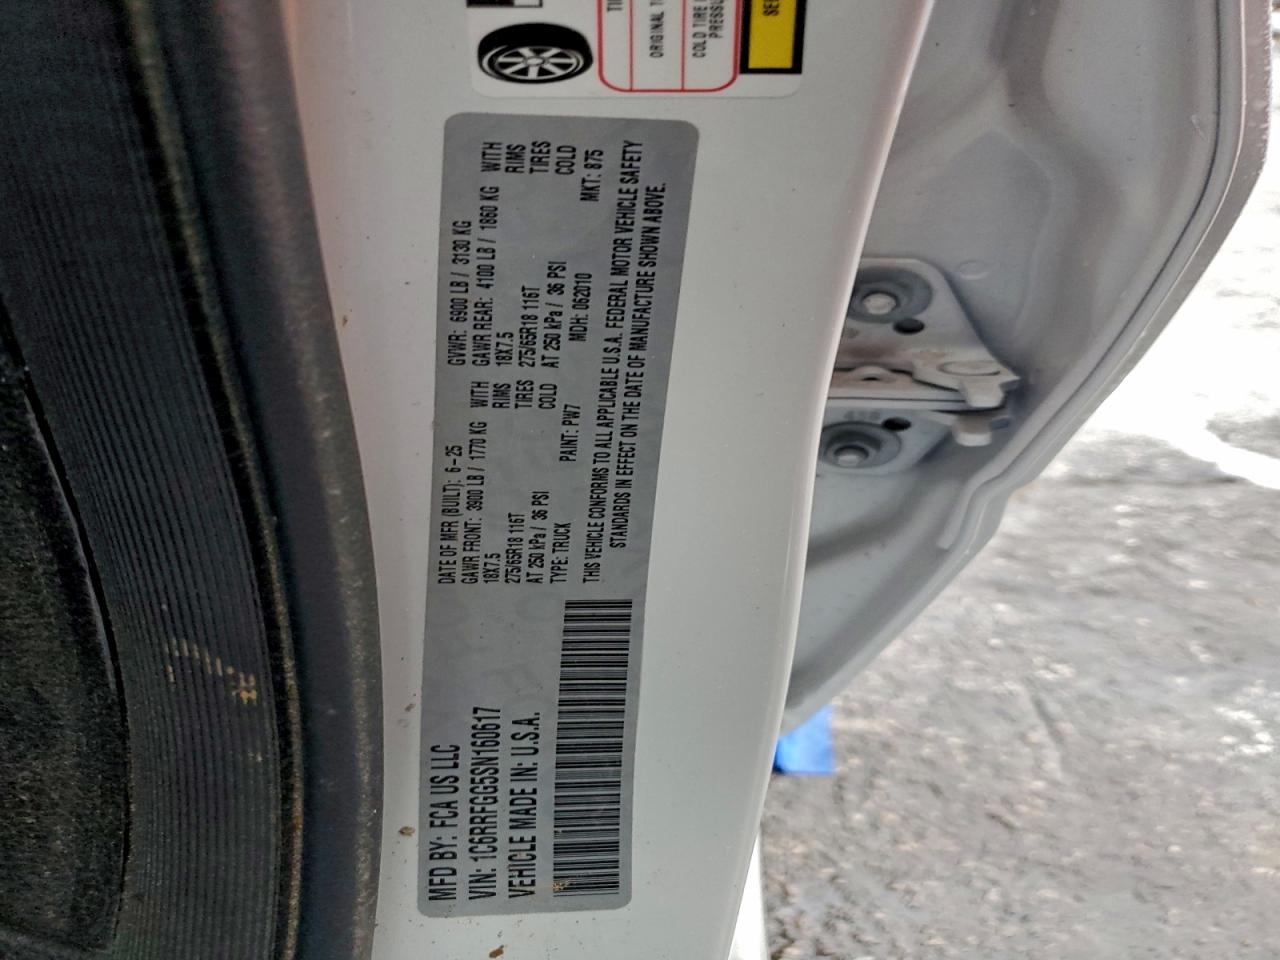 MFD BY: FCA US LLC
VIN: 1C6RRFGG5SN160617
VEHICLE MADE IN: U.S.A.
DATE OF MFR (BUILT): 6-25 GVWR: 6900 LB / 3130 KG
GAWR FRONT: 3900 LB / 1770 KG WITH GAWR REAR: 4100 LB / 1860 KG WITH
18X7.5 RIMS 18X7.5 RIMS
275/65R18 116T TIRES 275/65R18 116T TIRES
AT 250 kPa / 36 PSI COLD AT 250 kPa / 36 PSI COLD
TYPE: TRUCK PAINT: PW7 MDH: 062010 MKT: 875
THIS VEHICLE CONFORMS TO ALL APPLICABLE U.S.A. FEDERAL MOTOR VEHICLE SAFETY
STANDARDS IN EFFECT ON THE DATE OF MANUFACTURE SHOWN ABOVE.
ORIGINAL
COLD TIRE